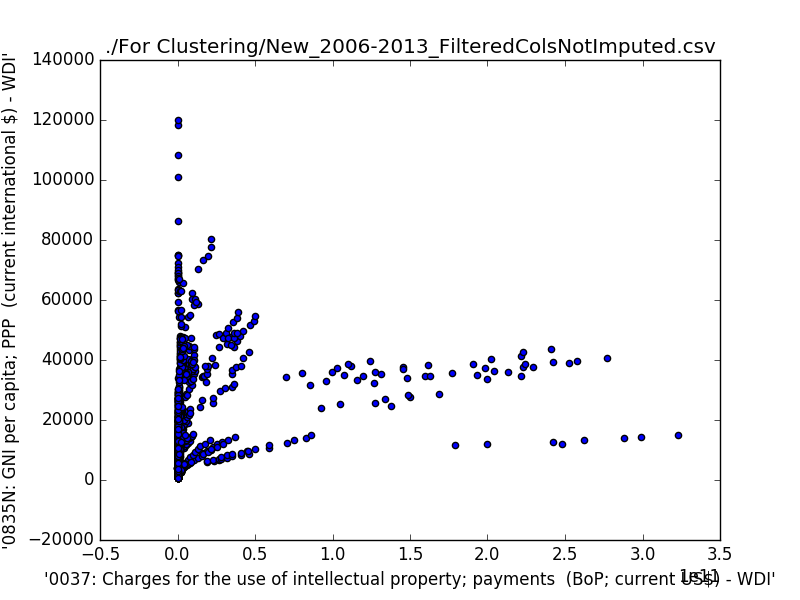 ./For Clustering/New_2006-2013_FilteredColsNotImputed.csv
'0835N: GNI per capita; PPP  (current international $) - WDI'
140000
120000
100000
80000
60000
40000
20000
0
−20000
−0.5 0.0 0.5 1.0 1.5 2.0 2.5 3.0 3.5
1e11
'0037: Charges for the use of intellectual property; payments  (BoP; current US$) - WDI'